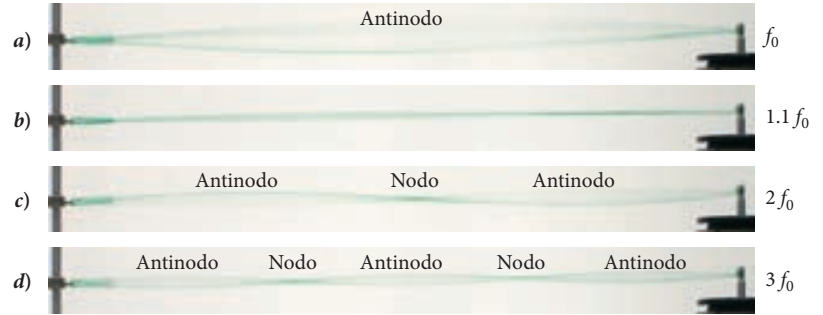 Antinodo
a) f₀
b) 1.1 f₀
Antinodo Nodo Antinodo
c) 2 f₀
Antinodo Nodo Antinodo Nodo Antinodo
d) 3 f₀